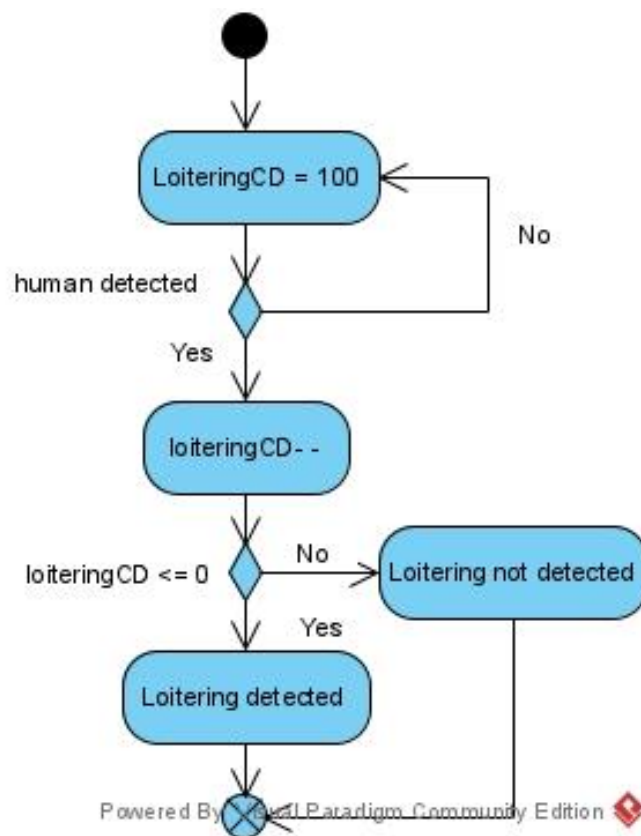 LoiteringCD = 100
No
human detected
Yes
loiteringCD- -
loiteringCD <= 0
No
Loitering not detected
Yes
Loitering detected
Powered By Visual Paradigm Community Edition